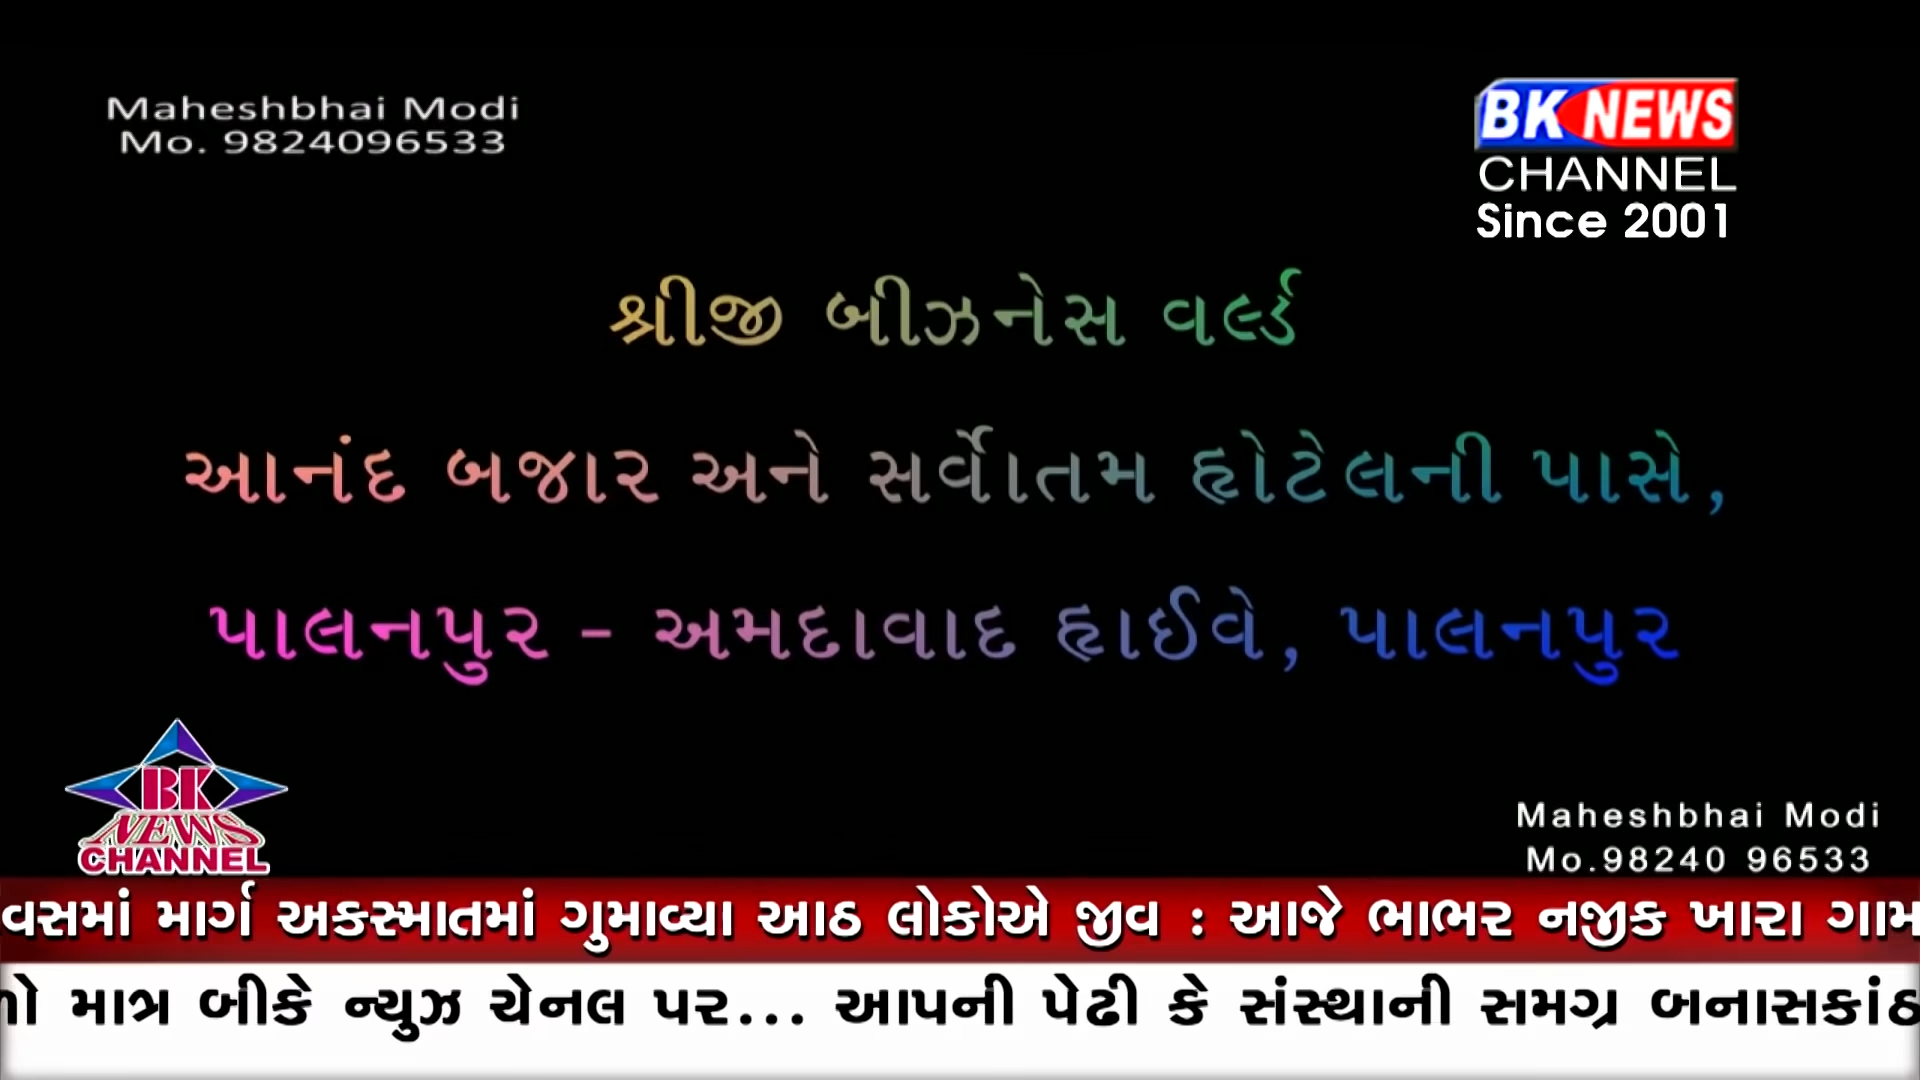 Maheshbhai Modi
Mo. 9824096533
BK NEWS
CHANNEL
Since 2001
શ્રીજી બીઝનેસ વર્લ્ડ
આનંદ બજાર અને સર્વોતમ હોટેલની પાસે,
પાલનપુર - અમદાવાદ હાઈવે, પાલનપુર
BK
NEWS
CHANNEL
Maheshbhai Modi
Mo.98240 96533
વસમાં માર્ગ અકસ્માતમાં ગુમાવ્યા આઠ લોકોએ જીવ : આજે ભાભર નજીક ખારા ગામ
માત્ર બીકે ન્યુઝ ચેનલ પર... આપની પેઢી કે સંસ્થાની સમગ્ર બનાસકાંઠ